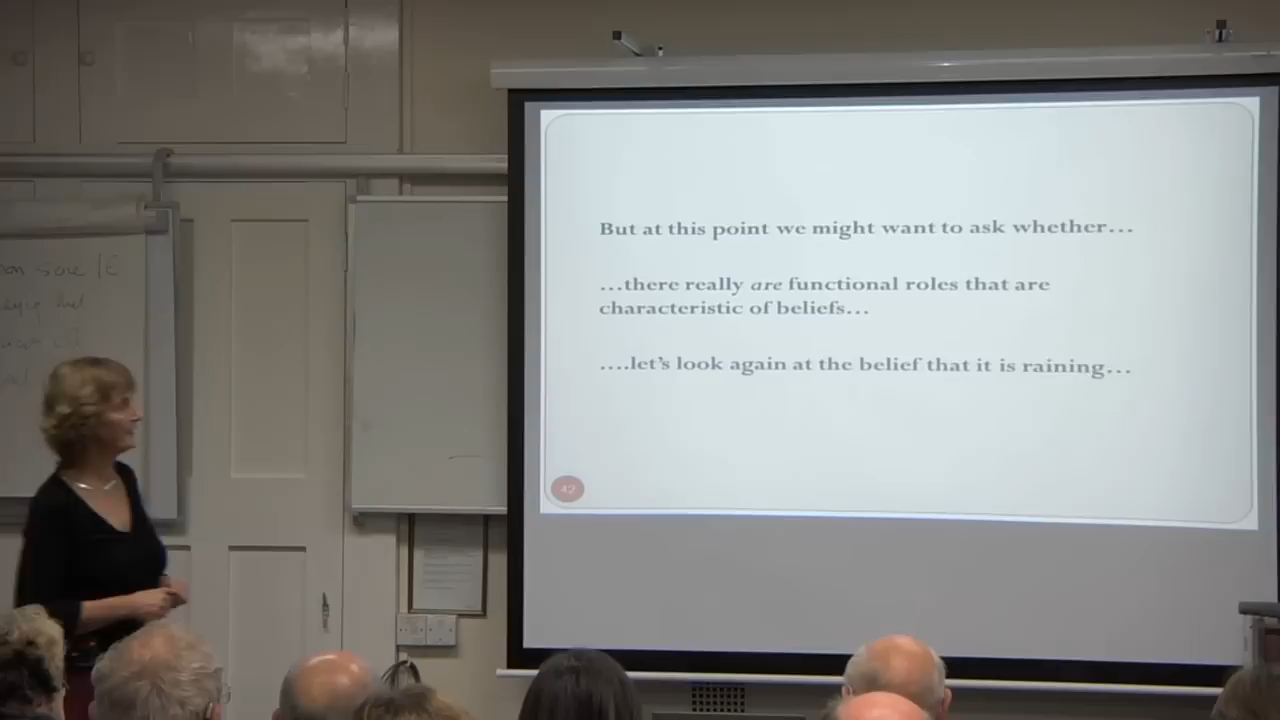 But at this point we might want to ask whether…
…there really are functional roles that are
characteristic of beliefs…
….let's look again at the belief that it is raining…
42